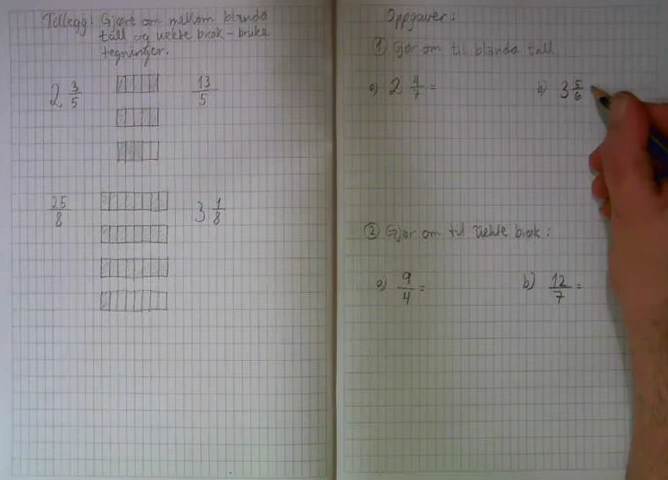 Tillegg: Gjøre om mellom blanda
tall og uekte brøk - bruke
tegninger.
2 3/5
13/5
25/8
3 1/8
Oppgaver:
① Gjør om til blanda tall
a) 2 4/7 =
b) 3 5/6
② Gjør om til uekte brøk:
a) 9/4 =
b) 12/7 =